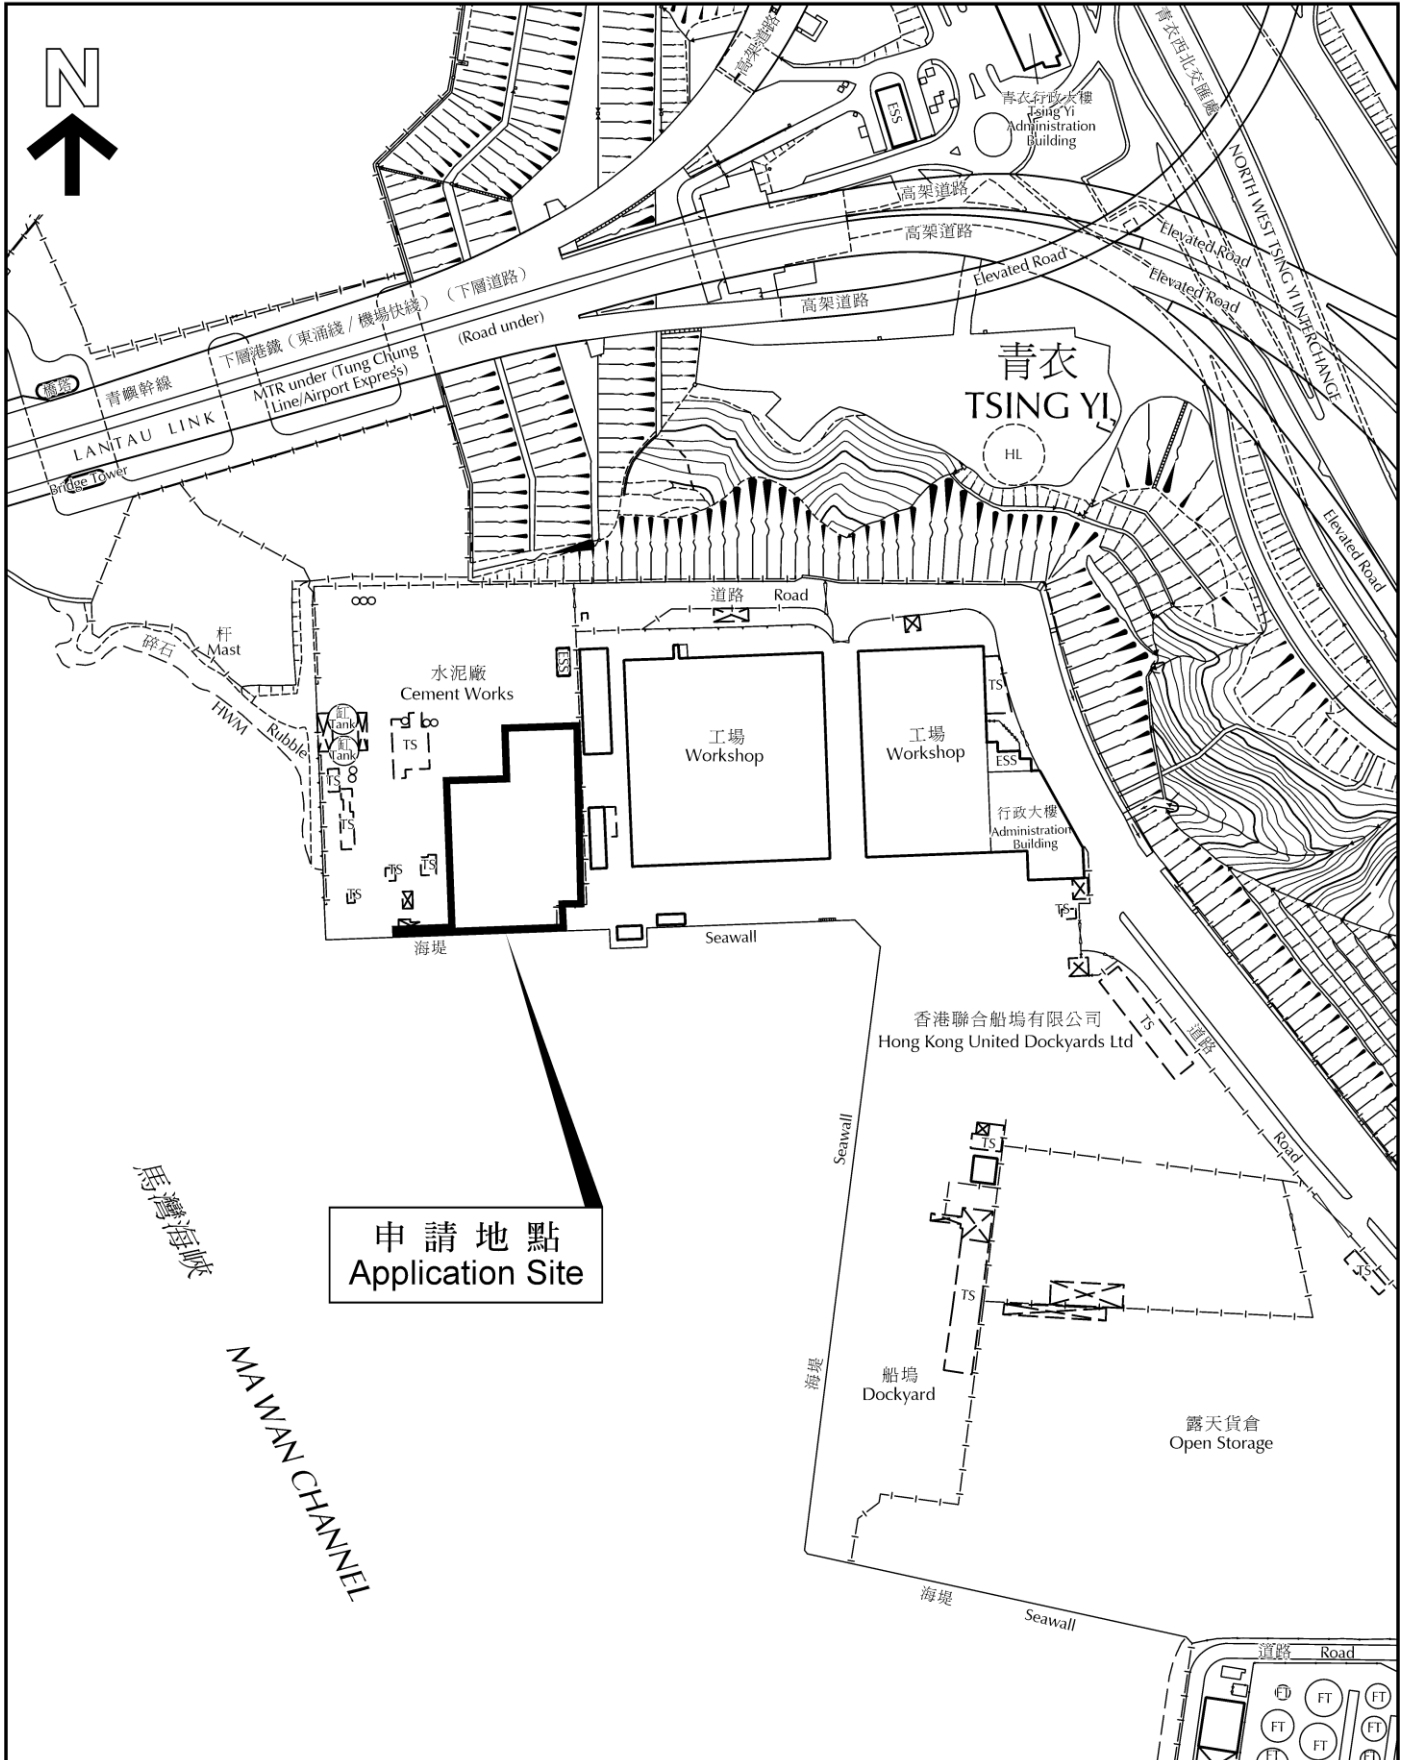 N
高架道路
青衣西北交匯處
NORTH WEST TSING YI INTERCHANGE
ESS
青衣行政大樓
Tsing Yi
Administration
Building
高架道路
高架道路
Elevated Road
Elevated Road
Elevated Road
高架道路
下層港鐵（東涌綫 / 機場快綫）（下層道路）
(Road under)
MTR under (Tung Chung
Line/Airport Express)
橋塔
青嶼幹線
LANTAU LINK
Bridge Tower
青衣
TSING YI
HL
Elevated Road
道路 Road
杆
Mast
碎石
HWM
Rubble
水泥廠
Cement Works
ESS
缸
Tank
缸
Tank
TS
TS
TS
TS
TS
TS
工場
Workshop
工場
Workshop
TS
ESS
行政大樓
Administration
Building
TS
海堤
Seawall
香港聯合船塢有限公司
Hong Kong United Dockyards Ltd
TS
道路
Road
Seawall
海堤
TS
TS
TS
馬灣海峽
MA WAN CHANNEL
申請地點
Application Site
船塢
Dockyard
露天貨倉
Open Storage
海堤
Seawall
道路 Road
FT
FT
FT
FT
FT
FT
FT
FT